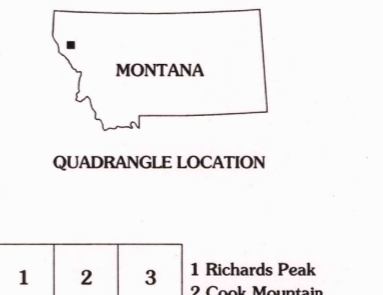 MONTANA
QUADRANGLE LOCATION
1 2 3
1 Richards Peak
2 Cook Mountain